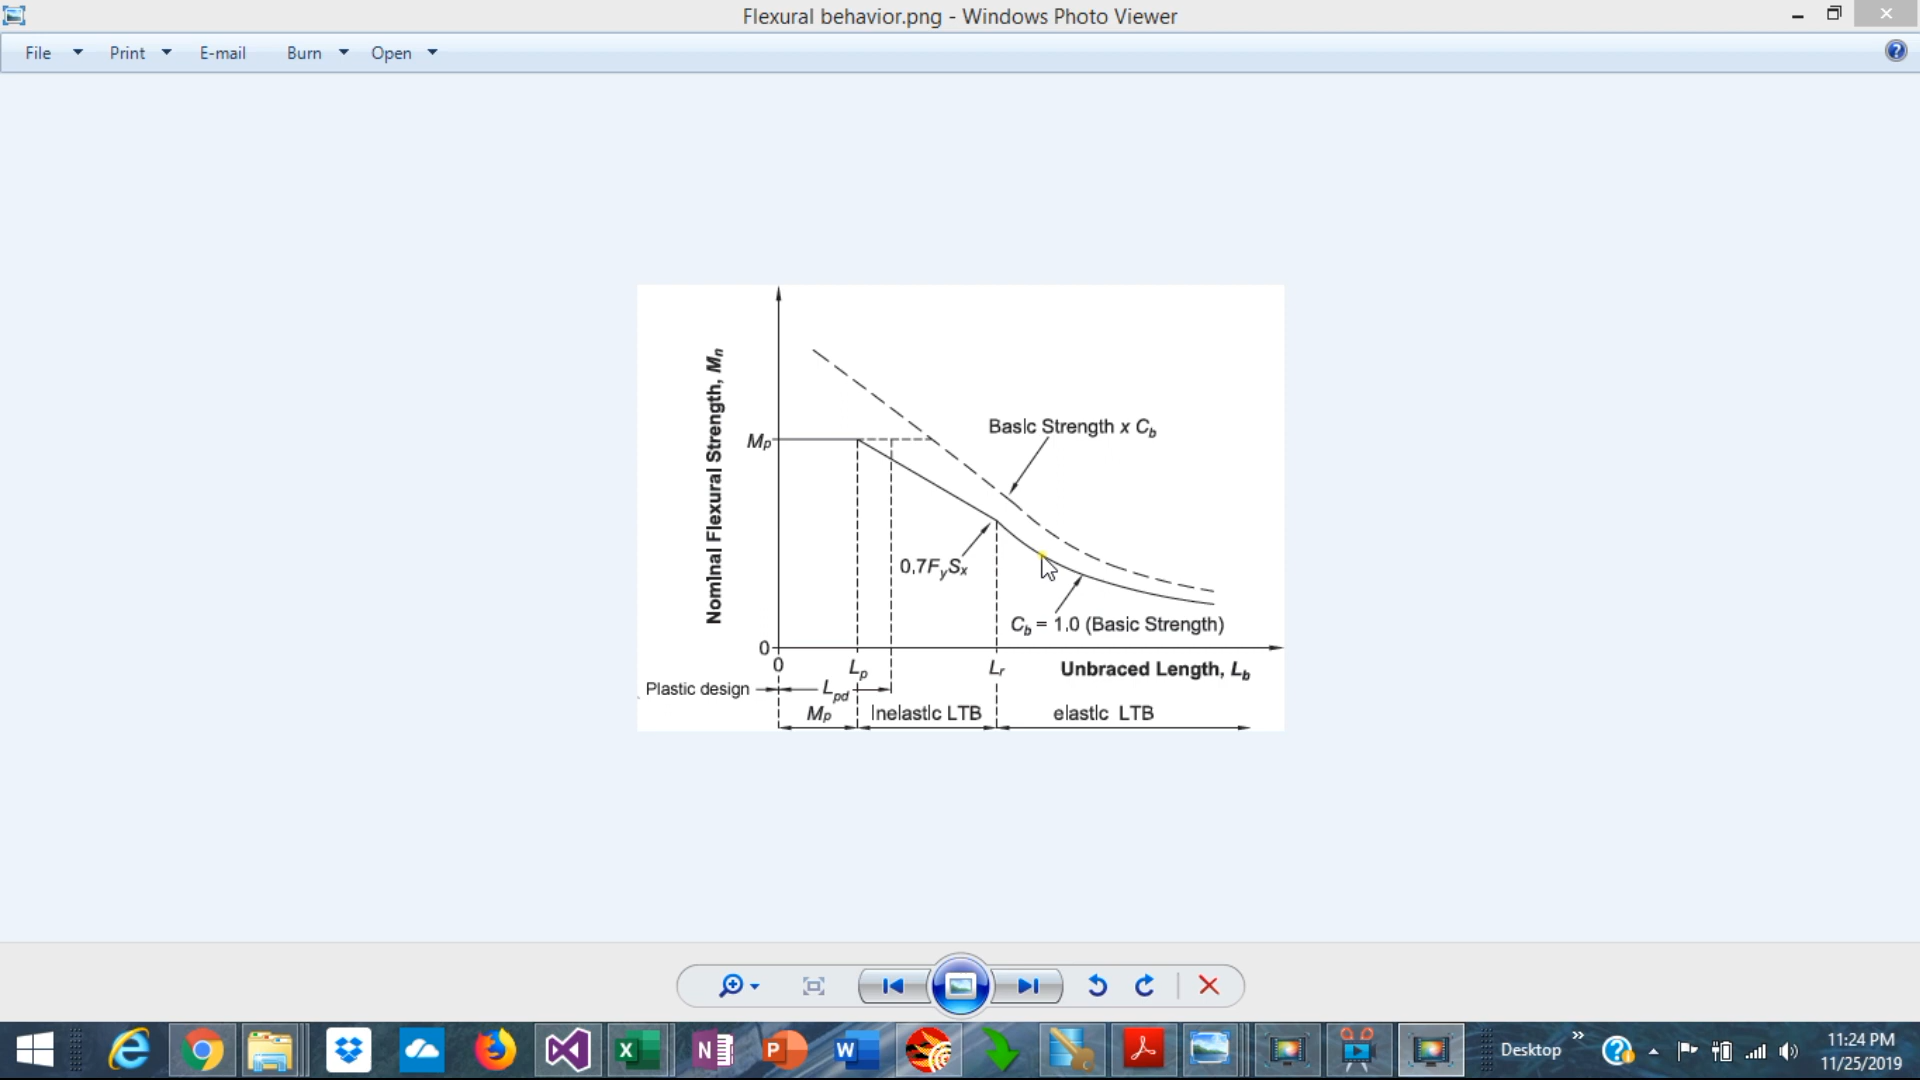 Flexural behavior.png - Windows Photo Viewer
File Print E-mail Burn Open
Nominal Flexural Strength, Mn
Basic Strength x Cb
Mp
0.7FySx
Cb = 1.0 (Basic Strength)
0
0 Lp Lr Unbraced Length, Lb
Plastic design Lpd
Mp Inelastic LTB elastic LTB
Desktop
11:24 PM
11/25/2019